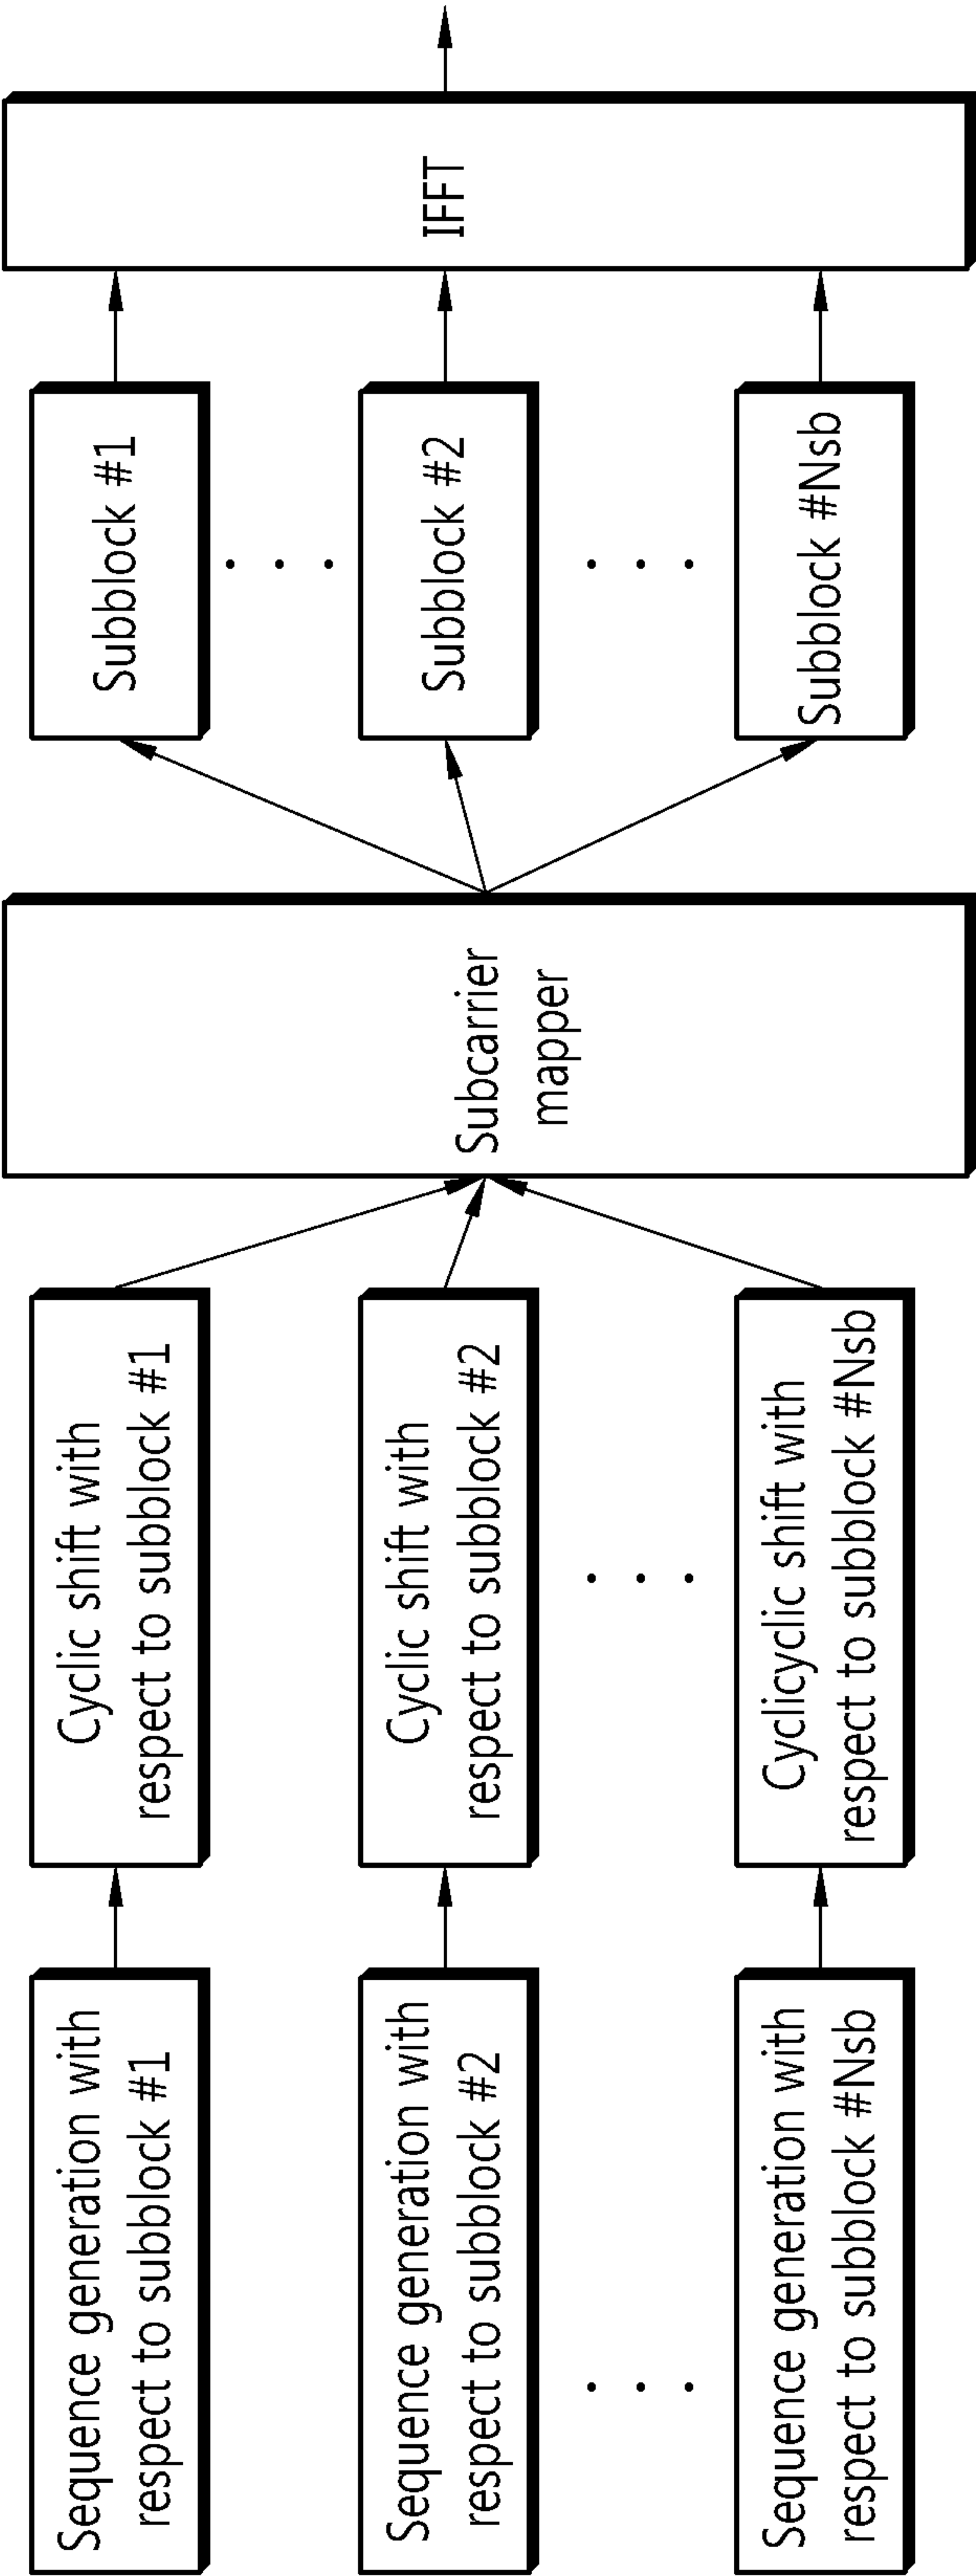 Sequence generation with
respect to subblock #1
Sequence generation with
respect to subblock #2
Sequence generation with
respect to subblock #Nsb
Cyclic shift with
respect to subblock #1
Cyclic shift with
respect to subblock #2
Cyclicyclic shift with
respect to subblock #Nsb
Subcarrier
mapper
Subblock #1
Subblock #2
Subblock #Nsb
IFFT